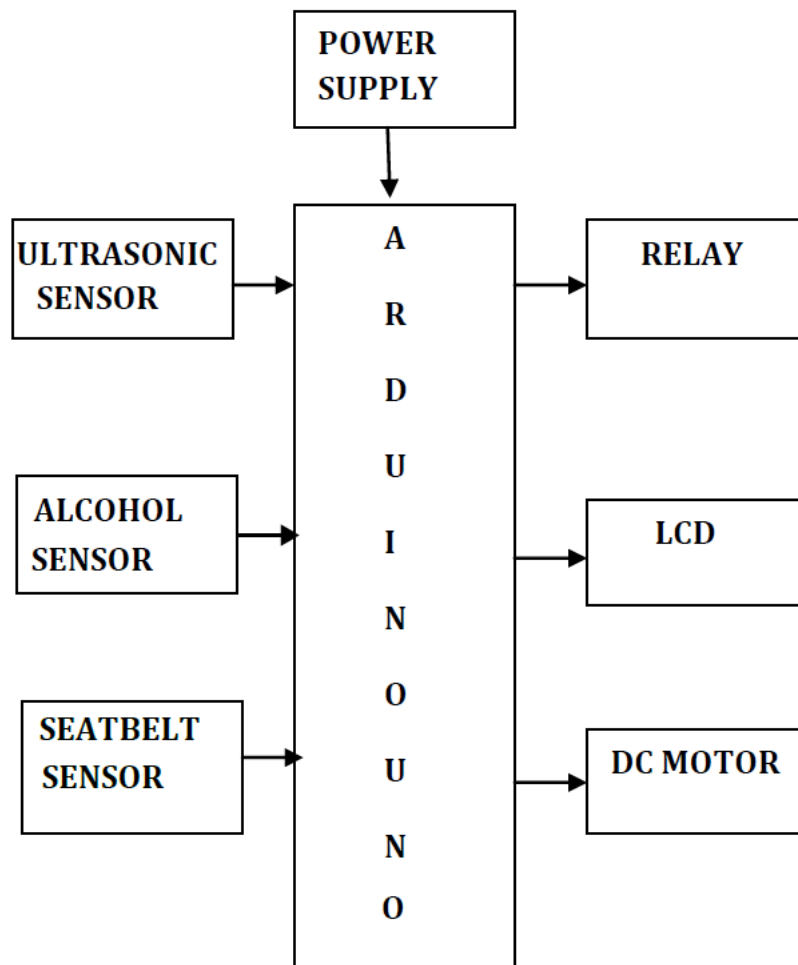 POWER
SUPPLY
ULTRASONIC
SENSOR
ALCOHOL
SENSOR
SEATBELT
SENSOR
A
R
D
U
I
N
O
U
N
O
RELAY
LCD
DC MOTOR